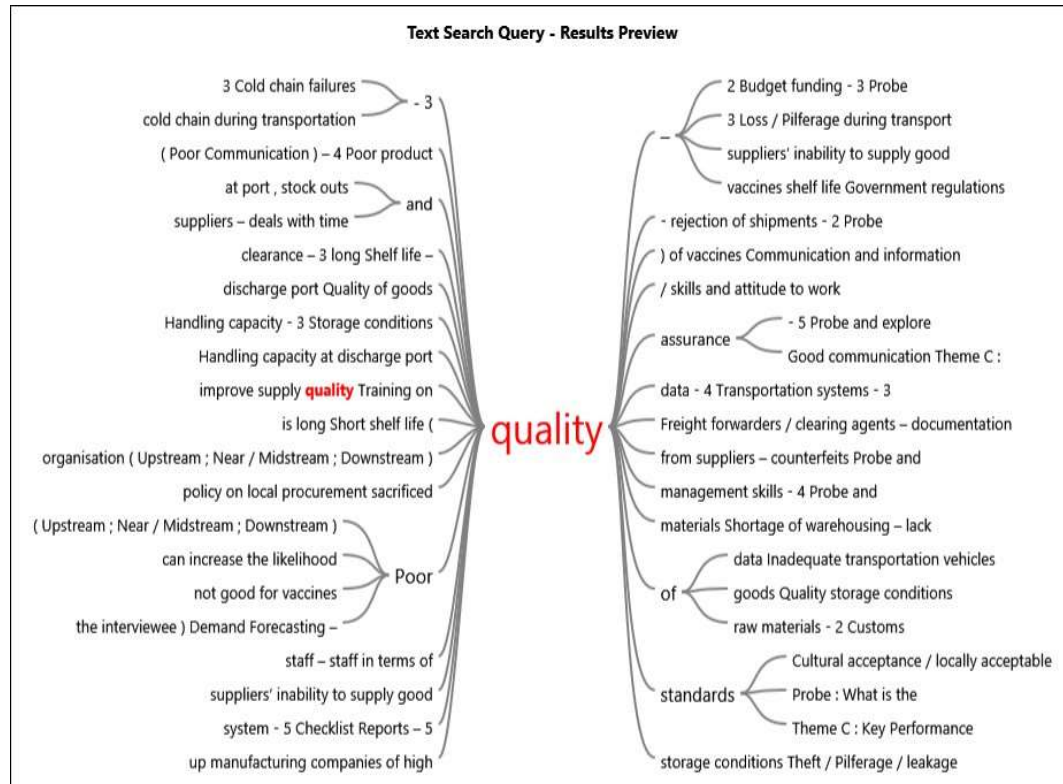 Text Search Query - Results Preview
3 Cold chain failures
cold chain during transportation
- 3
( Poor Communication ) – 4 Poor product
at port , stock outs
suppliers – deals with time
and
clearance – 3 long Shelf life –
discharge port Quality of goods
Handling capacity - 3 Storage conditions
Handling capacity at discharge port
improve supply quality Training on
is long Short shelf life (
organisation ( Upstream ; Near / Midstream ; Downstream )
policy on local procurement sacrificed
( Upstream ; Near / Midstream ; Downstream )
can increase the likelihood
not good for vaccines
the interviewee ) Demand Forecasting –
Poor
staff – staff in terms of
suppliers' inability to supply good
system - 5 Checklist Reports – 5
up manufacturing companies of high
quality
–
2 Budget funding - 3 Probe
3 Loss / Pilferage during transport
suppliers' inability to supply good
vaccines shelf life Government regulations
- rejection of shipments - 2 Probe
) of vaccines Communication and information
/ skills and attitude to work
assurance
- 5 Probe and explore
Good communication Theme C :
data - 4 Transportation systems - 3
Freight forwarders / clearing agents – documentation
from suppliers – counterfeits Probe and
management skills - 4 Probe and
materials Shortage of warehousing – lack
of
data Inadequate transportation vehicles
goods Quality storage conditions
raw materials - 2 Customs
standards
Cultural acceptance / locally acceptable
Probe : What is the
Theme C : Key Performance
storage conditions Theft / Pilferage / leakage